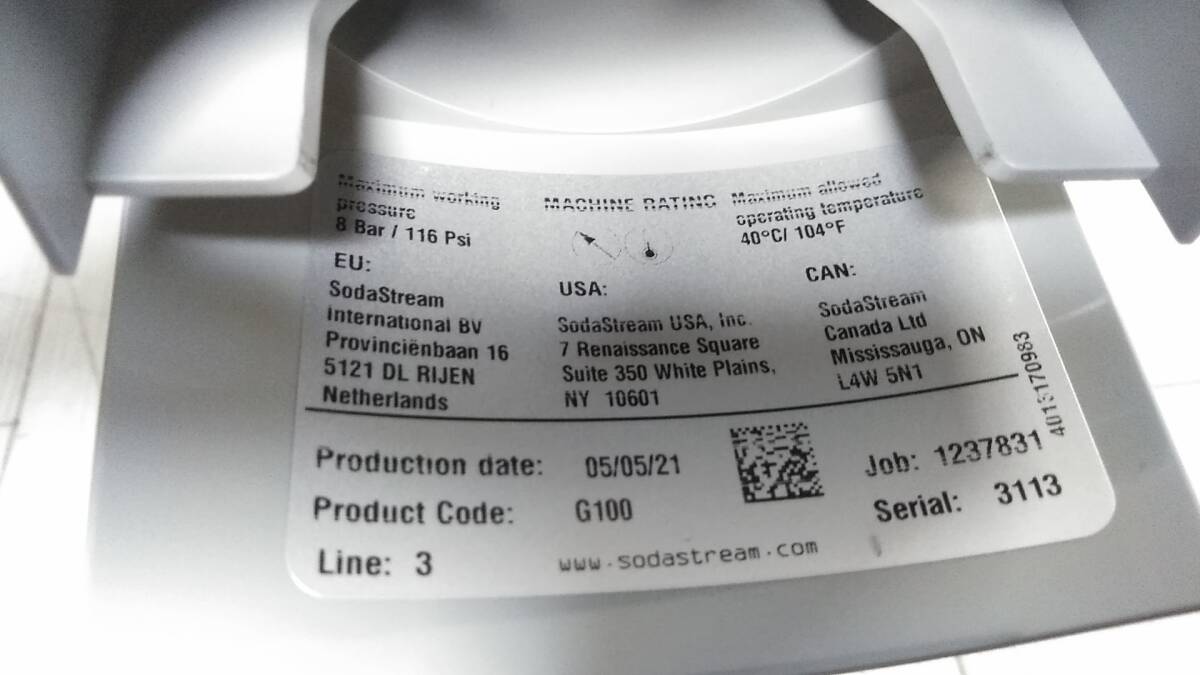 Maximum working
pressure
8 Bar / 116 Psi
MACHINE RATING
Maximum allowed
operating temperature
40°C/ 104°F
EU:
SodaStream
International BV
Provinciënbaan 16
5121 DL RIJEN
Netherlands
USA:
SodaStream USA, Inc.
7 Renaissance Square
Suite 350 White Plains,
NY 10601
CAN:
SodaStream
Canada Ltd
Mississauga, ON
L4W 5N1
Production date: 05/05/21
Product Code: G100
Line: 3
www.sodastream.com
Job: 1237831
Serial: 3113